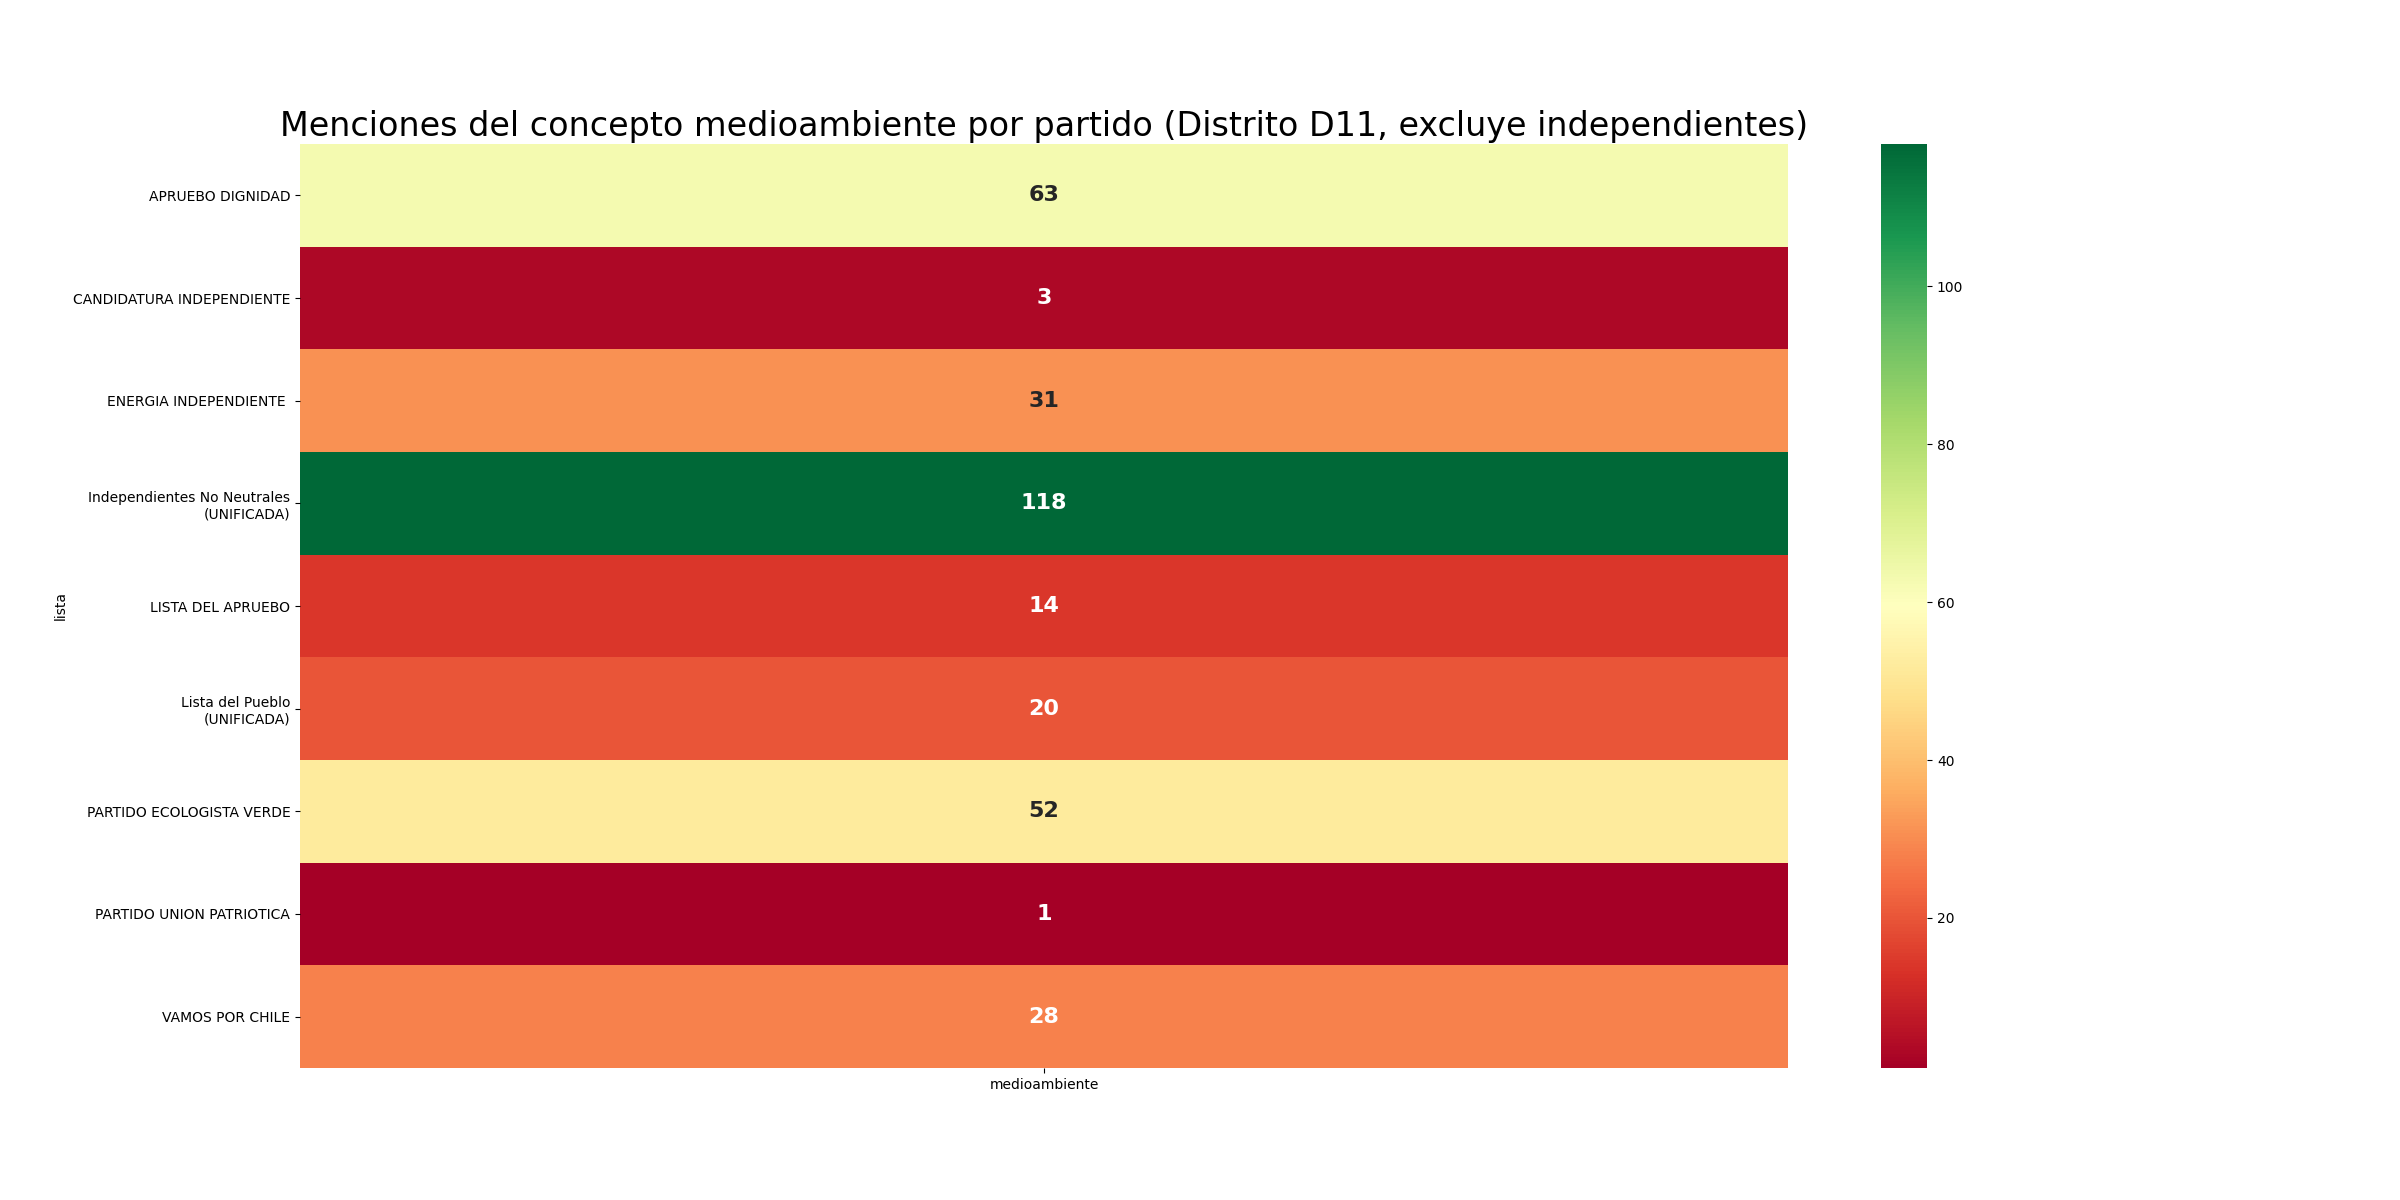 Menciones del concepto medioambiente por partido (Distrito D11, excluye independientes)
APRUEBO DIGNIDAD
63
CANDIDATURA INDEPENDIENTE
3
ENERGIA INDEPENDIENTE
31
Independientes No Neutrales
(UNIFICADA)
118
LISTA DEL APRUEBO
14
Lista del Pueblo
(UNIFICADA)
20
PARTIDO ECOLOGISTA VERDE
52
PARTIDO UNION PATRIOTICA
1
VAMOS POR CHILE
28
lista
medioambiente
100
80
60
40
20